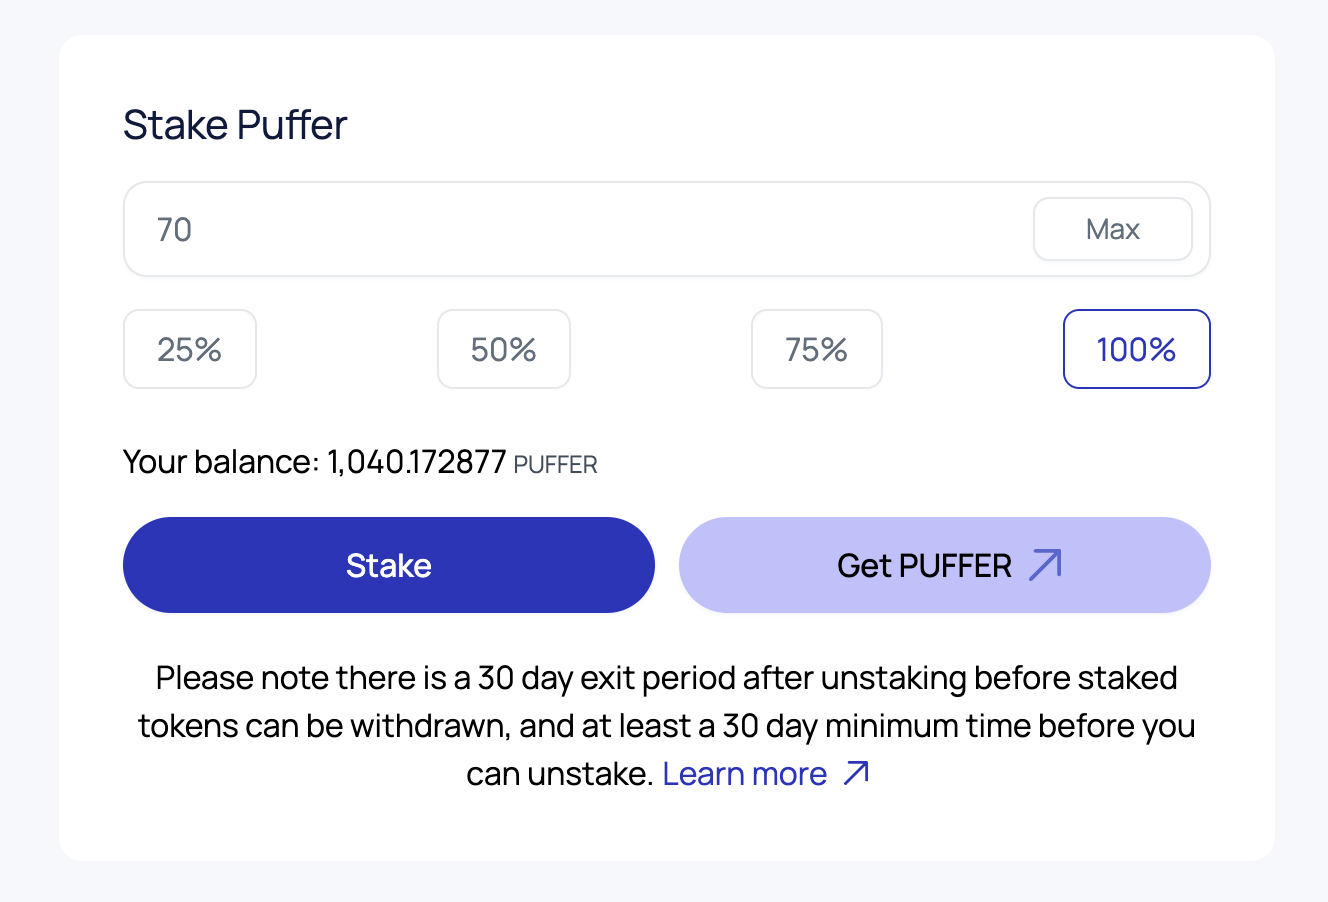 Stake Puffer
70
Max
25%
50%
75%
100%
Your balance: 1,040.172877 PUFFER
Stake
Get PUFFER
Please note there is a 30 day exit period after unstaking before staked
tokens can be withdrawn, and at least a 30 day minimum time before you
can unstake. Learn more